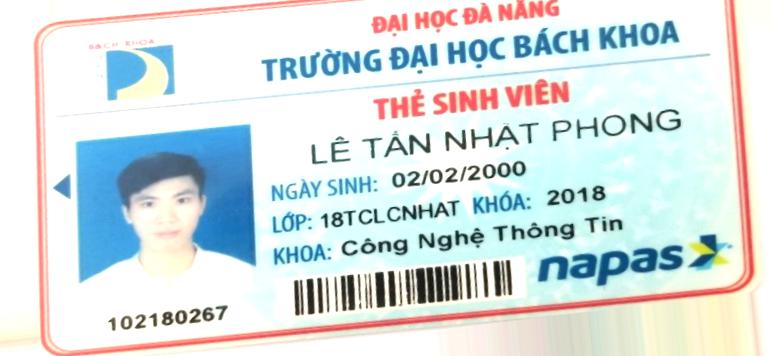 ĐẠI HỌC ĐÀ NẴNG
BÁCH KHOA
TRƯỜNG ĐẠI HỌC BÁCH KHOA
THẺ SINH VIÊN
LÊ TẤN NHẬT PHONG
NGÀY SINH: 02/02/2000
LỚP: 18TCLCNHAT KHÓA: 2018
KHOA: Công Nghệ Thông Tin
napas
102180267